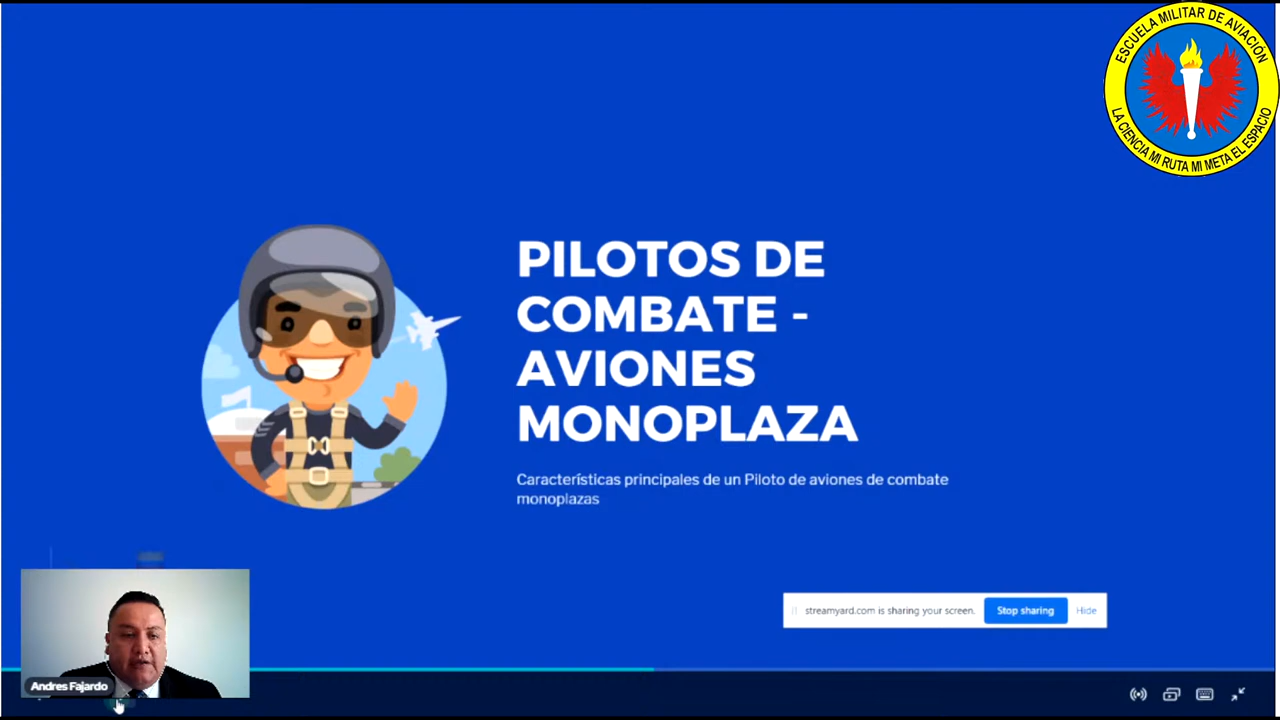 ESCUELA MILITAR DE AVIACIÓN
LA CIENCIA MI RUTA MI META EL ESPACIO
PILOTOS DE
COMBATE -
AVIONES
MONOPLAZA
Características principales de un Piloto de aviones de combate
monoplazas
streamyard.com is sharing your screen.
Stop sharing
Hide
Andres Fajardo